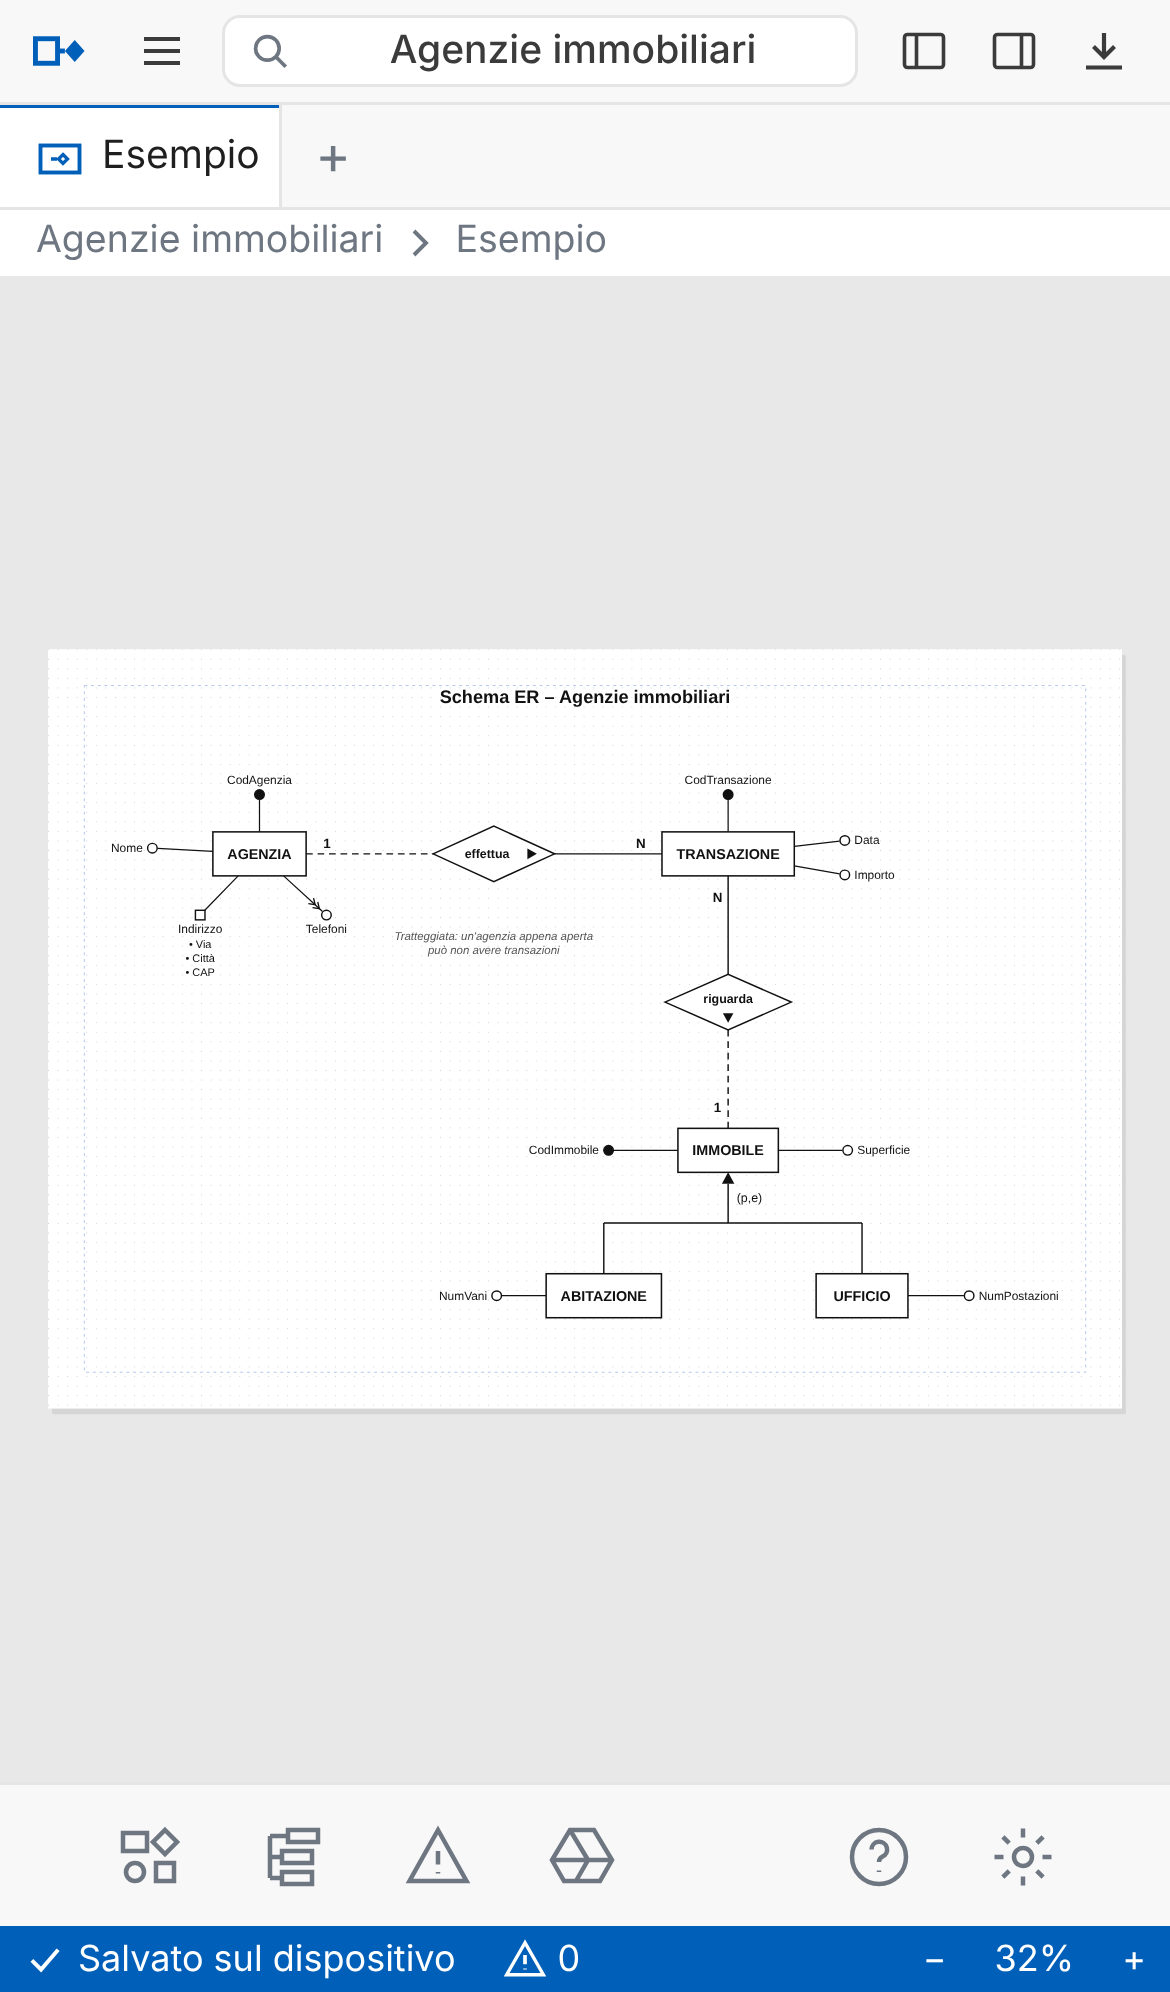 Agenzie immobiliari
Esempio
Agenzie immobiliari > Esempio
Schema ER – Agenzie immobiliari
CodAgenzia
CodTransazione
Nome
AGENZIA
1
effettua
N
TRANSAZIONE
Data
Importo
N
Indirizzo
• Via
• Città
• CAP
Telefoni
Tratteggiata: un'agenzia appena aperta
può non avere transazioni
riguarda
1
CodImmobile
IMMOBILE
Superficie
(p,e)
NumVani
ABITAZIONE
UFFICIO
NumPostazioni
Salvato sul dispositivo
0
− 32% +